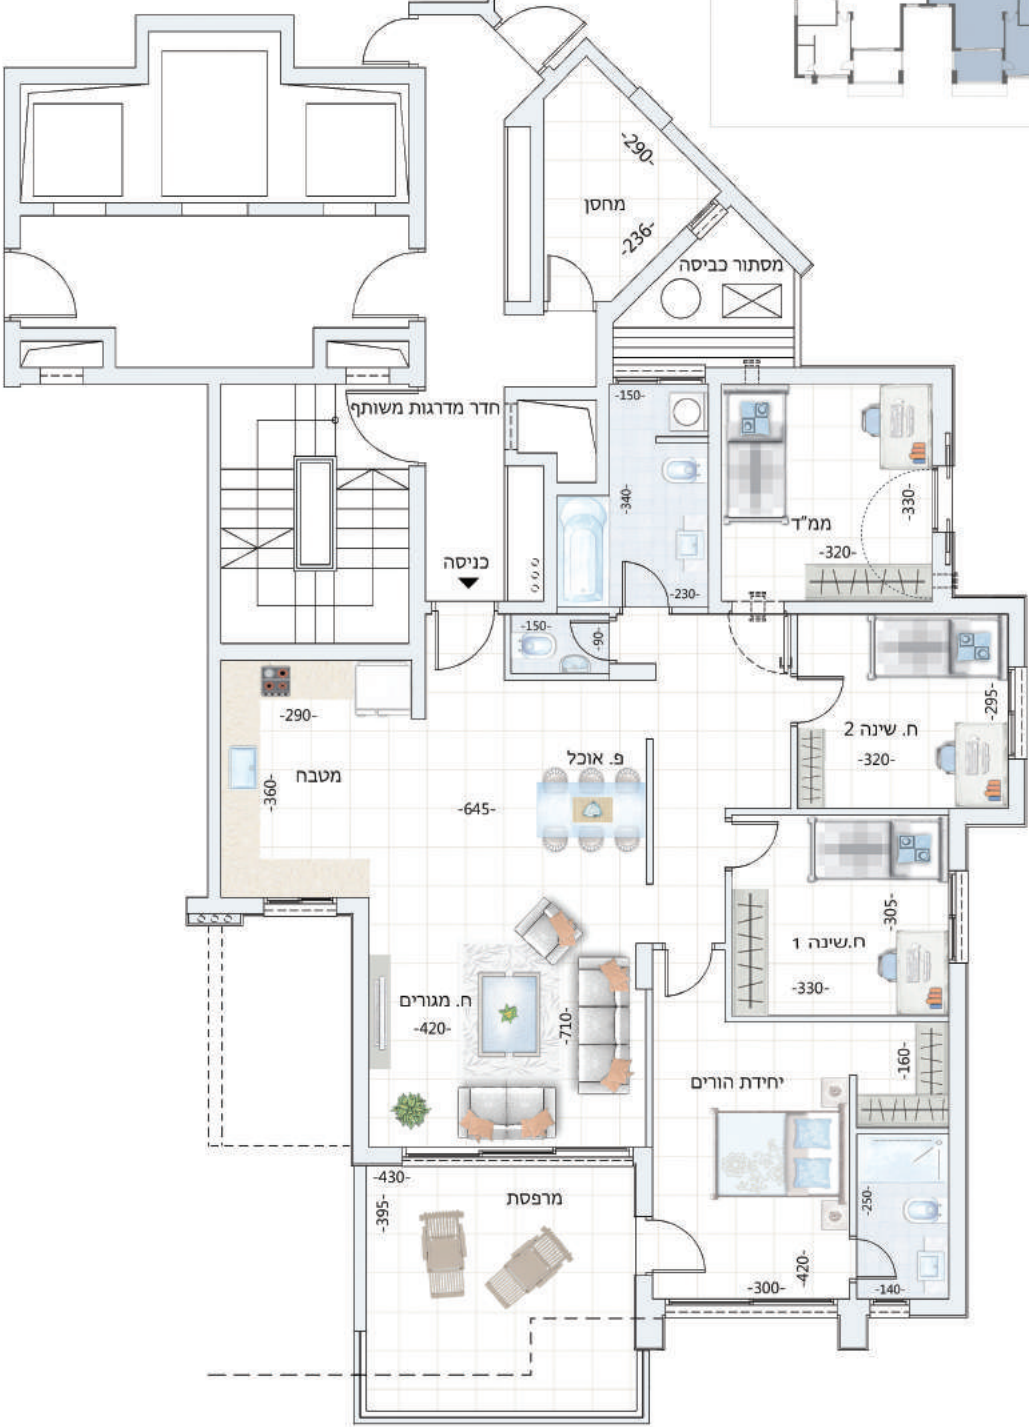 -290-
מחסן
-236-
מסתור כביסה
-150-
חדר מדרגות משותף
-340-
-330-
ממ"ד
-320-
כניסה
-230-
-150-
-90-
-295-
-290-
ח. שינה 2
-320-
פ. אוכל
מטבח
-360-
-645-
-305-
ח.שינה 1
-330-
ח. מגורים
-420-
-710-
-160-
יחידת הורים
-430-
-395-
מרפסת
-250-
-420-
-300-
-140-